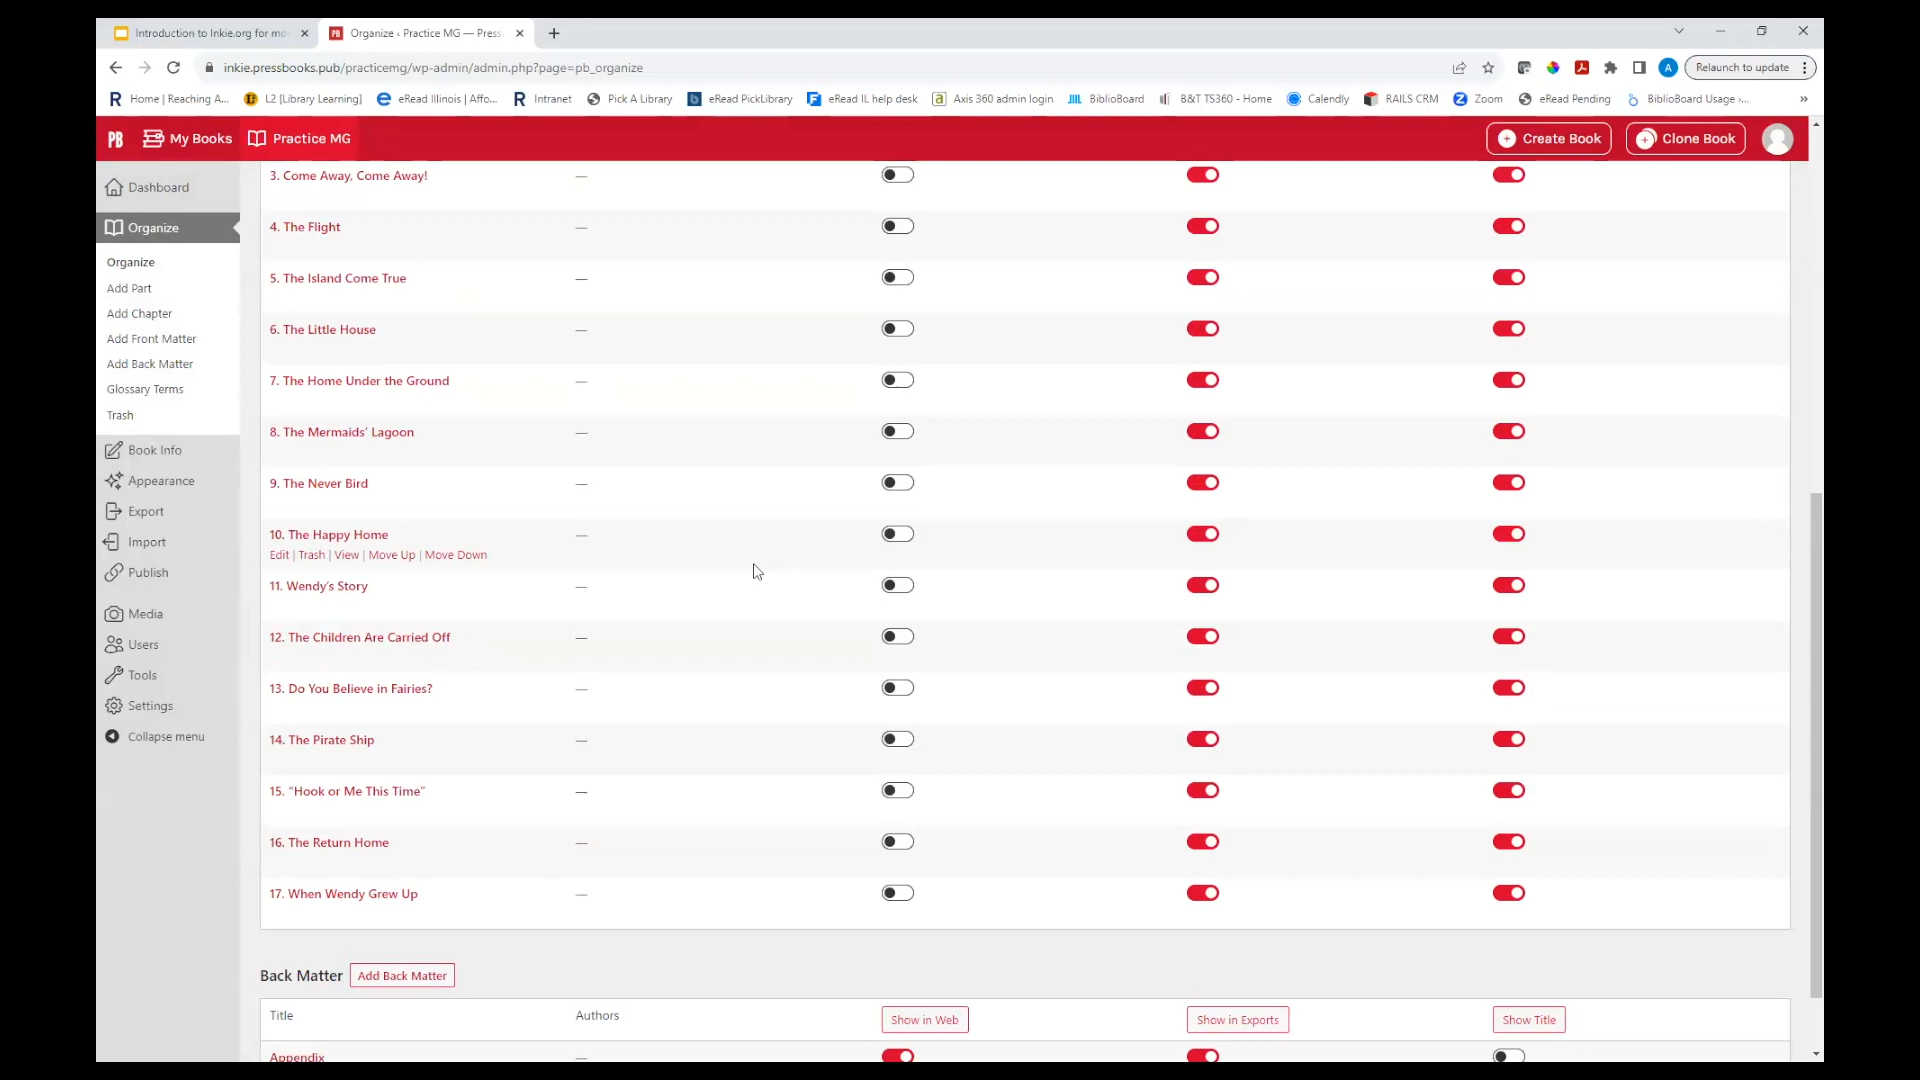 Introduction to Inkie.org for mo
Organize ‹ Practice MG — Press
inkie.pressbooks.pub/practicemg/wp-admin/admin.php?page=pb_organize
A
Relaunch to update
Home | Reaching A...
L2 [Library Learning]
eRead Illinois | Affo...
Intranet
Pick A Library
eRead PickLibrary
eRead IL help desk
Axis 360 admin login
BiblioBoard
B&T TS360 - Home
Calendly
RAILS CRM
Zoom
eRead Pending
BiblioBoard Usage ›...
»
PB
My Books
Practice MG
Create Book
Clone Book
Dashboard
Organize
Organize
Add Part
Add Chapter
Add Front Matter
Add Back Matter
Glossary Terms
Trash
Book Info
Appearance
Export
Import
Publish
Media
Users
Tools
Settings
Collapse menu
3. Come Away, Come Away! —
4. The Flight —
5. The Island Come True —
6. The Little House —
7. The Home Under the Ground —
8. The Mermaids’ Lagoon —
9. The Never Bird —
10. The Happy Home —
Edit | Trash | View | Move Up | Move Down
11. Wendy’s Story —
12. The Children Are Carried Off —
13. Do You Believe in Fairies? —
14. The Pirate Ship —
15. “Hook or Me This Time” —
16. The Return Home —
17. When Wendy Grew Up —
Back Matter Add Back Matter
Title Authors Show in Web Show in Exports Show Title
Appendix —